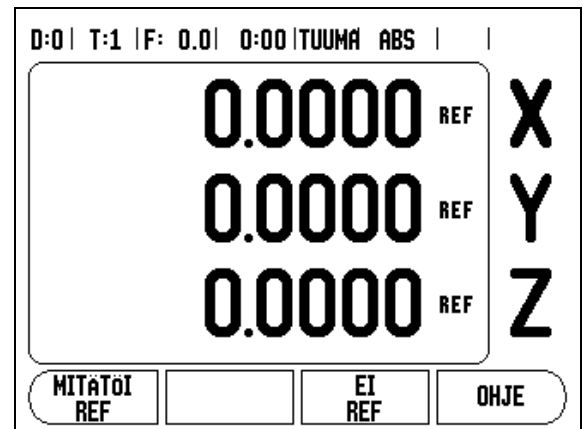 D:0 | T:1 | F: 0.0 | 0:00 | TUUMA ABS | |
0.0000 REF X
0.0000 REF Y
0.0000 REF Z
MITÄTÖI REF
EI REF
OHJE